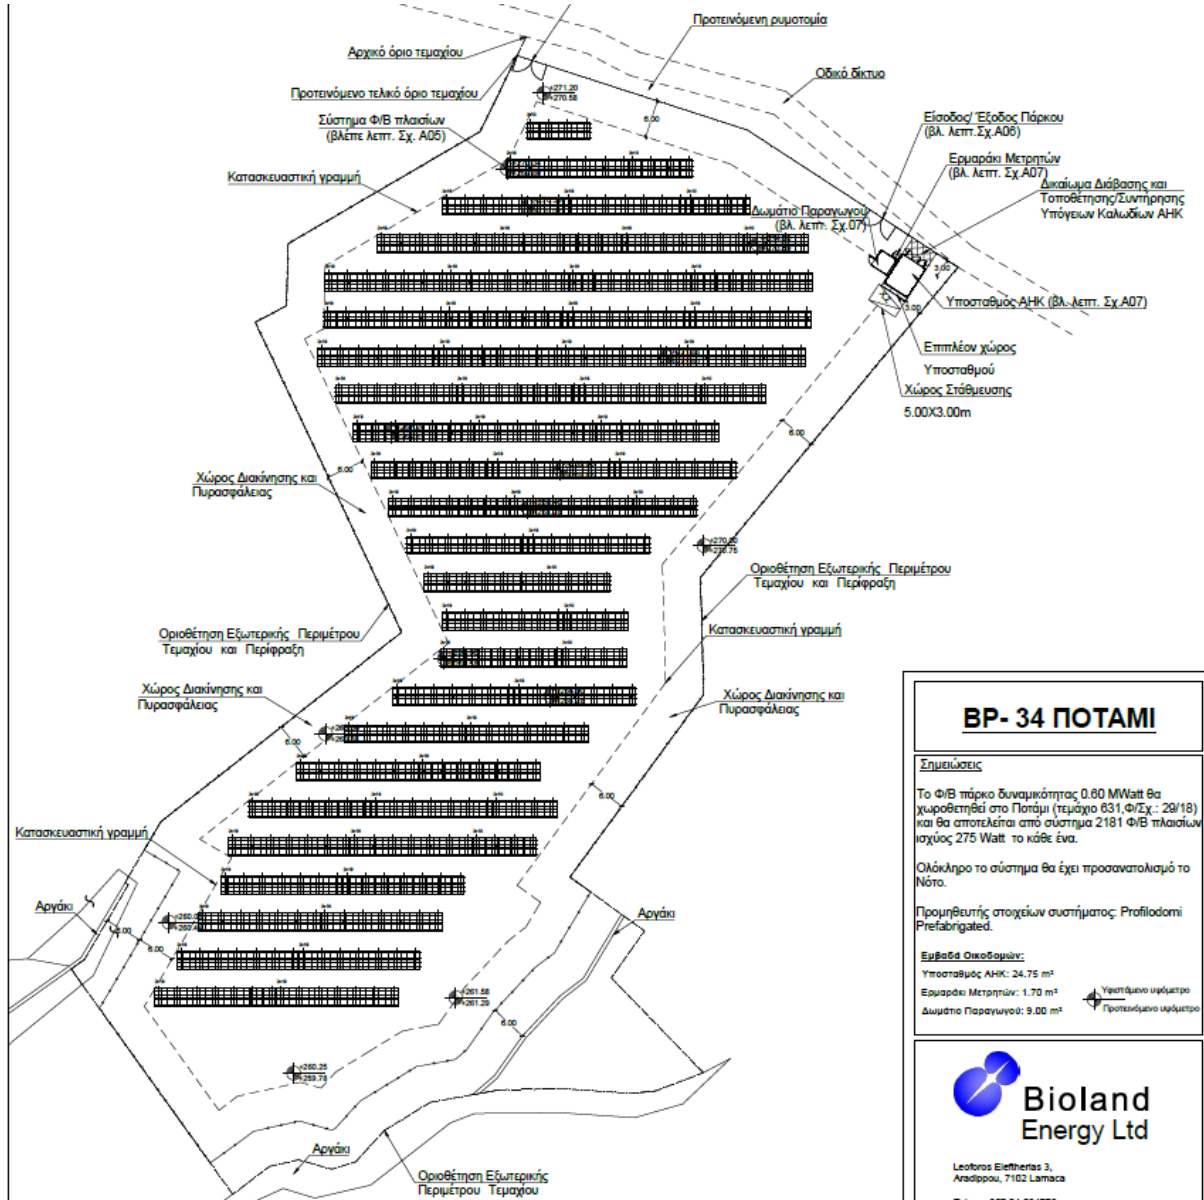 Προτεινόμενη ρυμοτομία
Αρχικό όριο τεμαχίου
Οδικό δίκτυο
Προτεινόμενο τελικό όριο τεμαχίου
+271.20
+270.58
Σύστημα Φ/Β πλαισίων
(βλέπε λεπτ. Σχ. Α05)
6.00
Είσοδος/ Έξοδος Πάρκου
(βλ. λεπτ.Σχ.Α06)
Ερμαράκι Μετρητών
(βλ. λεπτ. Σχ.Α07)
Κατασκευαστική γραμμή
Δικαίωμα Διάβασης και
Τοποθέτησης/Συντήρησης
Υπόγειων Καλωδίων ΑΗΚ
Δωμάτιο Παραγωγού
(βλ. λεπτ. Σχ.07)
3.00
Υποσταθμός ΑΗΚ (βλ. λεπτ. Σχ.Α07)
3.00
Επιπλέον χώρος
Υποσταθμού
Χώρος Στάθμευσης
5.00X3.00m
6.00
6.00
Χώρος Διακίνησης και
Πυρασφάλειας
Οριοθέτηση Εξωτερικής Περιμέτρου
Τεμαχίου και Περίφραξη
Οριοθέτηση Εξωτερικής Περιμέτρου
Τεμαχίου και Περίφραξη
Κατασκευαστική γραμμή
Χώρος Διακίνησης και
Πυρασφάλειας
Χώρος Διακίνησης και
Πυρασφάλειας
6.00
6.00
Κατασκευαστική γραμμή
Αργάκι
Αργάκι
6.00
6.00
+261.58
+261.29
6.00
+260.25
+259.78
Αργάκι
Οριοθέτηση Εξωτερικής
Περιμέτρου Τεμαχίου
BP- 34 ΠΟΤΑΜΙ
Σημειώσεις
Το Φ/Β πάρκο δυναμικότητας 0.60 MWatt θα
χωροθετηθεί στο Ποτάμι (τεμάχιο 631,Φ/Σχ.: 29/18)
και θα αποτελείται από σύστημα 2181 Φ/Β πλαισίων
ισχύος 275 Watt το κάθε ένα.
Ολόκληρο το σύστημα θα έχει προσανατολισμό το
Νότο.
Προμηθευτής στοιχείων συστήματος: Profilodomi
Prefabrigated.
Εμβαδά Οικοδομών:
Υποσταθμός ΑΗΚ: 24.75 m²
Ερμαράκι Μετρητών: 1.70 m²
Δωμάτιο Παραγωγού: 9.00 m²
Υφιστάμενο υψόμετρο
Προτεινόμενο υψόμετρο
Bioland
Energy Ltd
Leoforos Eleftherias 3,
Aradippou, 7102 Larnaca